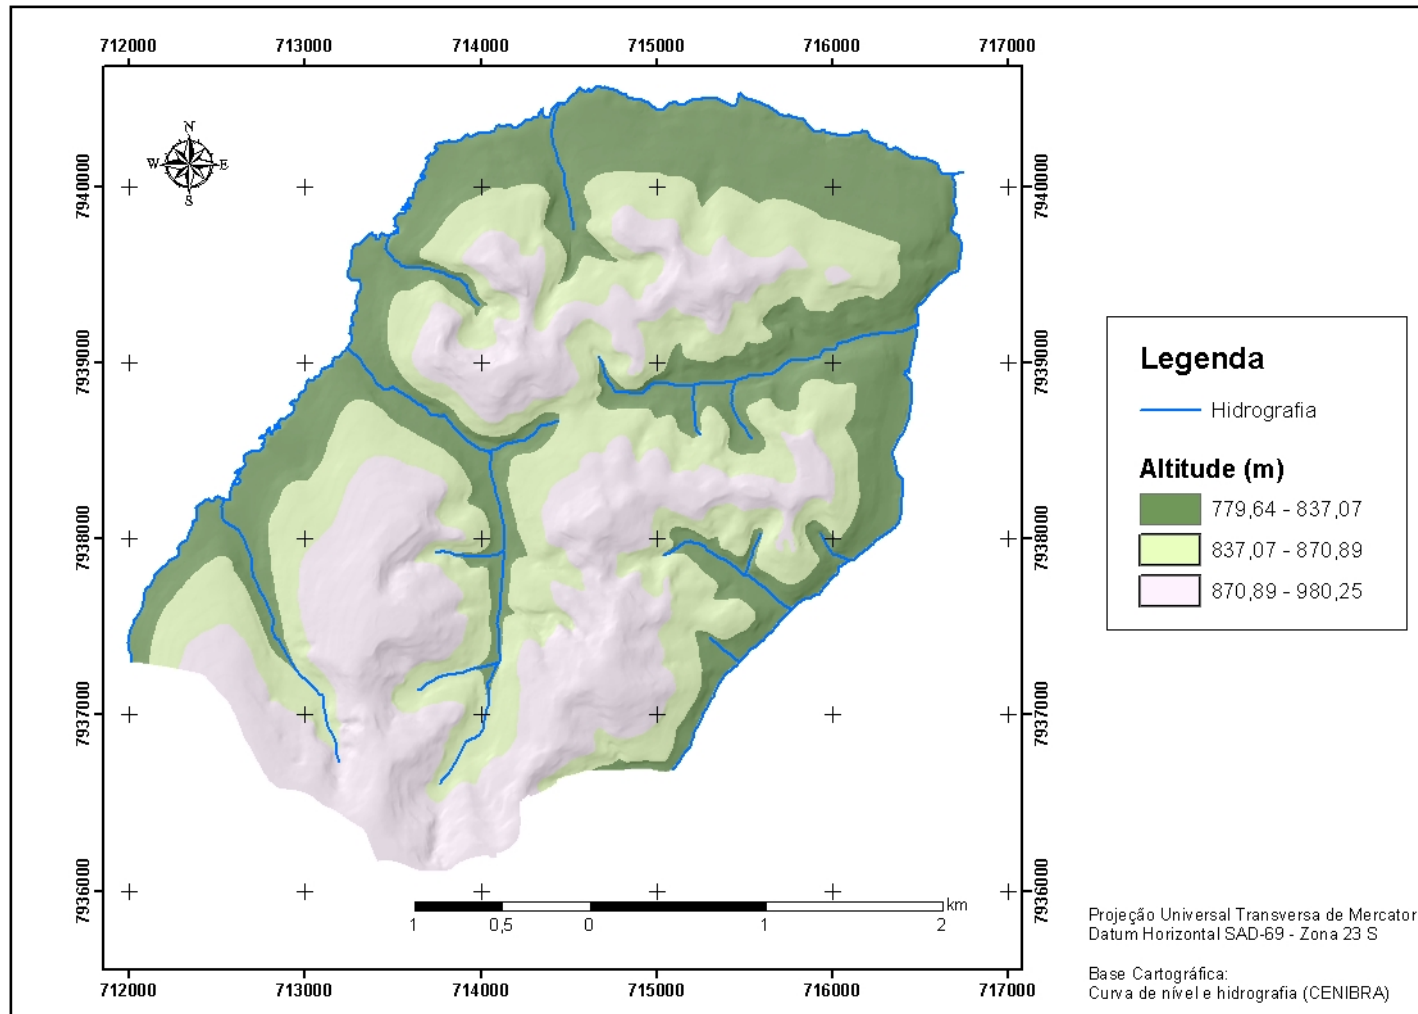 712000 713000 714000 715000 716000 717000
N
W E
S
7940000 7940000
7939000 7939000
7938000 7938000
7937000 7937000
7936000 7936000
Legenda
Hidrografia
Altitude (m)
779,64 - 837,07
837,07 - 870,89
870,89 - 980,25
km
1 0,5 0 1 2
712000 713000 714000 715000 716000 717000
Projeção Universal Transversa de Mercator
Datum Horizontal SAD-69 - Zona 23 S
Base Cartográfica:
Curva de nível e hidrografia (CENIBRA)